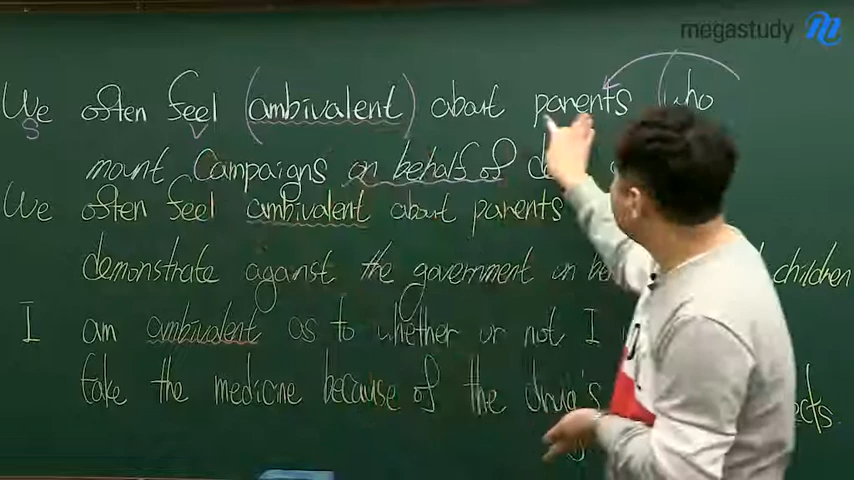 megastudy
We often feel (ambivalent) about parents (who
S V
mount Campaigns on behalf of
We often feel ambivalent about parents
demonstrate against the government on children
I am ambivalent as to whether or not I
take the medicine because of the drug's